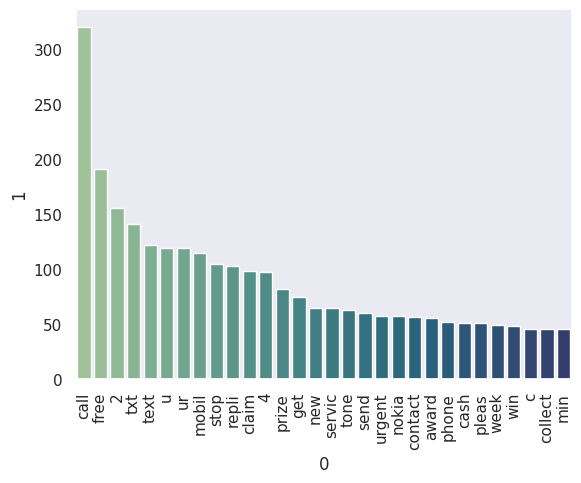 300
250
200
150
100
50
0
1
call
free
2
txt
text
u
ur
mobil
stop
repli
claim
4
prize
get
new
servic
tone
send
urgent
nokia
contact
award
phone
cash
pleas
week
win
c
collect
min
0